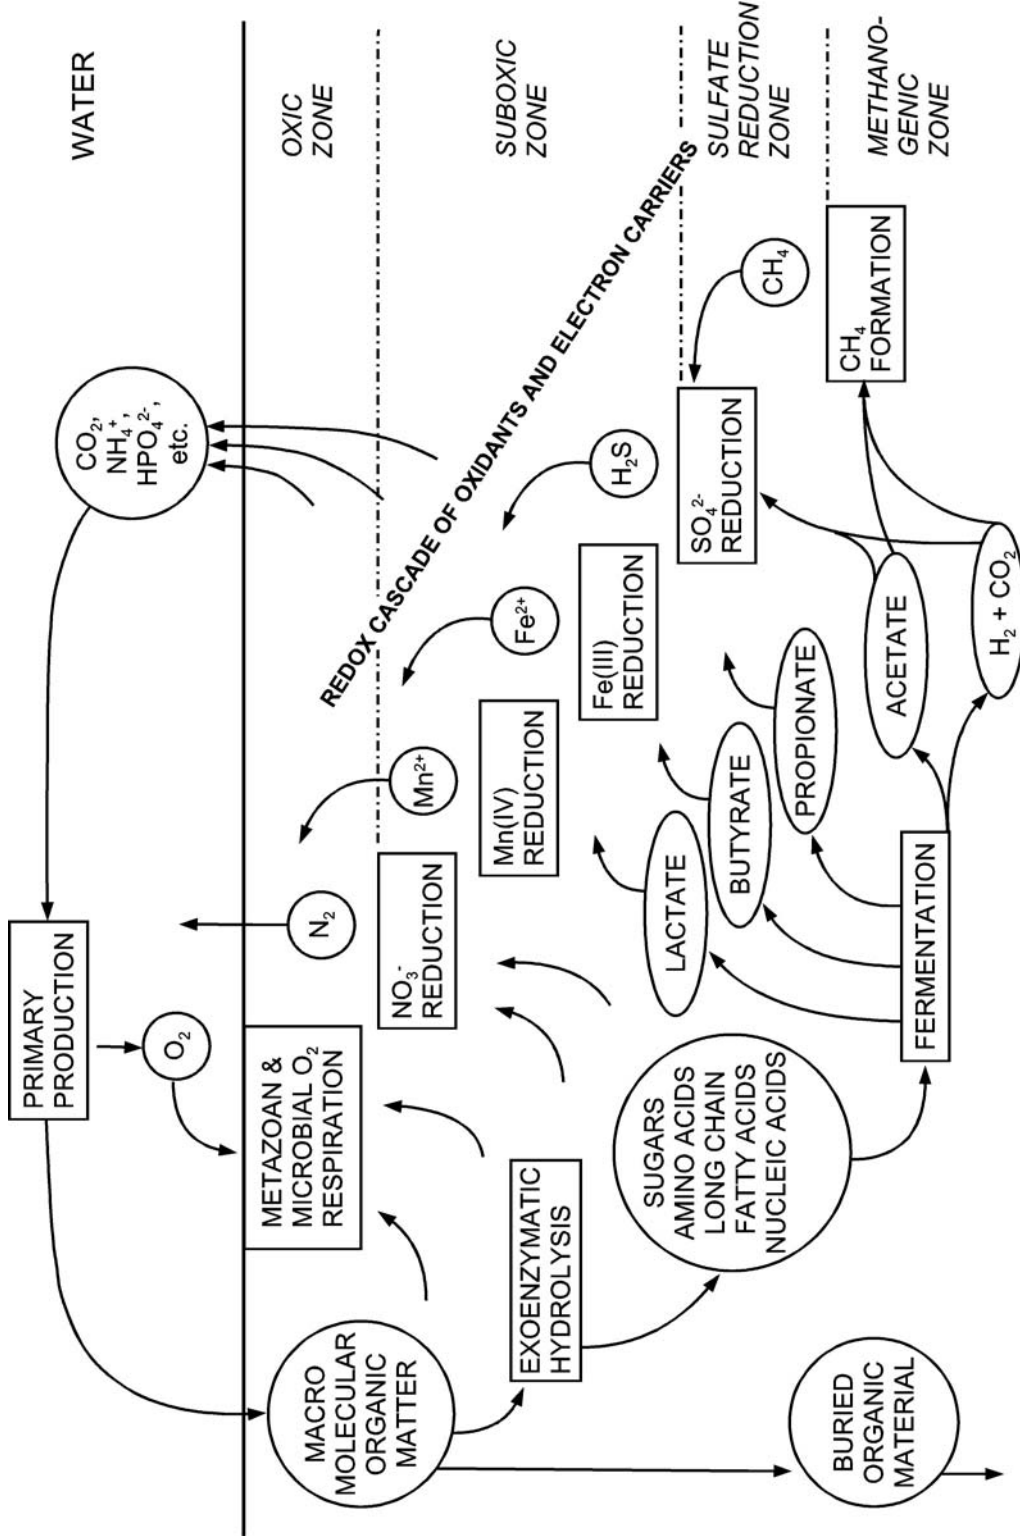 WATER
PRIMARY
PRODUCTION
O₂
CO₂,
NH₄⁺,
HPO₄²⁻,
etc.
OXIC
ZONE
METAZOAN &
MICROBIAL O₂
RESPIRATION
N₂
MACRO
MOLECULAR
ORGANIC
MATTER
SUBOXIC
ZONE
REDOX CASCADE OF OXIDANTS AND ELECTRON CARRIERS
NO₃⁻
REDUCTION
Mn²⁺
Mn(IV)
REDUCTION
Fe²⁺
EXOENZYMATIC
HYDROLYSIS
Fe(III)
REDUCTION
H₂S
SULFATE
REDUCTION
ZONE
SO₄²⁻
REDUCTION
CH₄
SUGARS
AMINO ACIDS
LONG CHAIN
FATTY ACIDS
NUCLEIC ACIDS
LACTATE
BUTYRATE
PROPIONATE
ACETATE
H₂ + CO₂
METHANO-
GENIC
ZONE
CH₄
FORMATION
FERMENTATION
BURIED
ORGANIC
MATERIAL